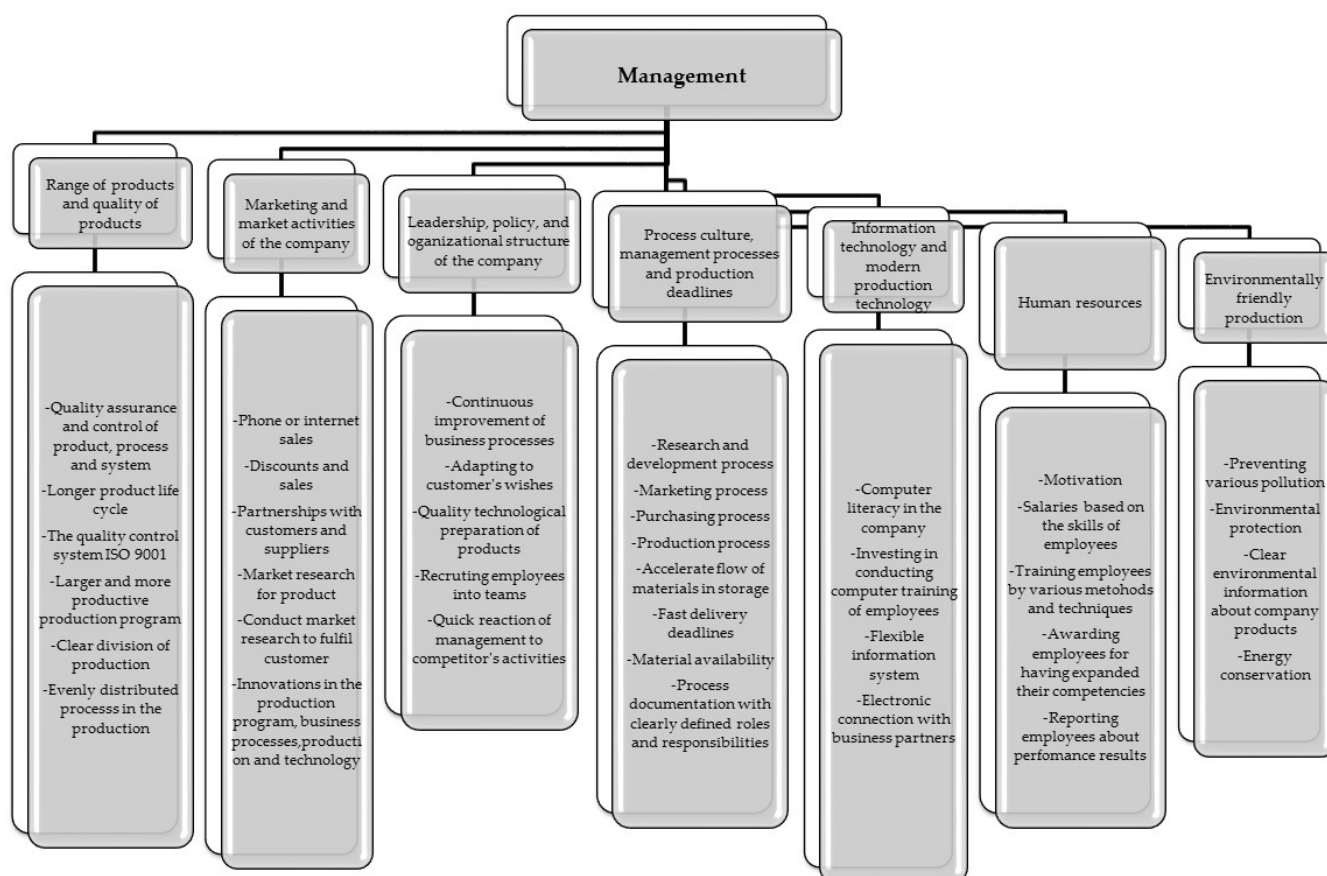 Management
Range of products
and quality of
products
Marketing and
market activities
of the company
Leadership, policy, and
oganizational structure
of the company
Process culture,
management processes
and production
deadlines
Information
technology and
modern
production
technology
Human resources
Environmentally
friendly
production
-Quality assurance
and control of
product, process
and system
-Longer product life
cycle
-The quality control
system ISO 9001
-Larger and more
productive
production program
-Clear division of
production
-Evenly distributed
processs in the
production
-Phone or internet
sales
-Discounts and
sales
-Partnerships with
customers and
suppliers
-Market research
for product
-Conduct market
research to fulfil
customer
-Innovations in the
production
program, business
processes,producti
on and technology
-Continuous
improvement of
business processes
-Adapting to
customer's wishes
-Quality technological
preparation of
products
-Recruting employees
into teams
-Quick reaction of
management to
competitor's activities
-Research and
development process
-Marketing process
-Purchasing process
-Production process
-Accelerate flow of
materials in storage
-Fast delivery
deadlines
-Material availability
-Process
documentation with
clearly defined roles
and responsibilities
-Computer
literacy in the
company
-Investing in
conducting
computer training
of employees
-Flexible
information
system
-Electronic
connection with
business partners
-Motivation
-Salaries based on
the skills of
employees
-Training employees
by various metohods
and techniques
-Awarding
employees for
having expanded
their competencies
-Reporting
employees about
perfomance results
-Preventing
various pollution
-Environmental
protection
-Clear
environmental
information about
company
products
-Energy
conservation